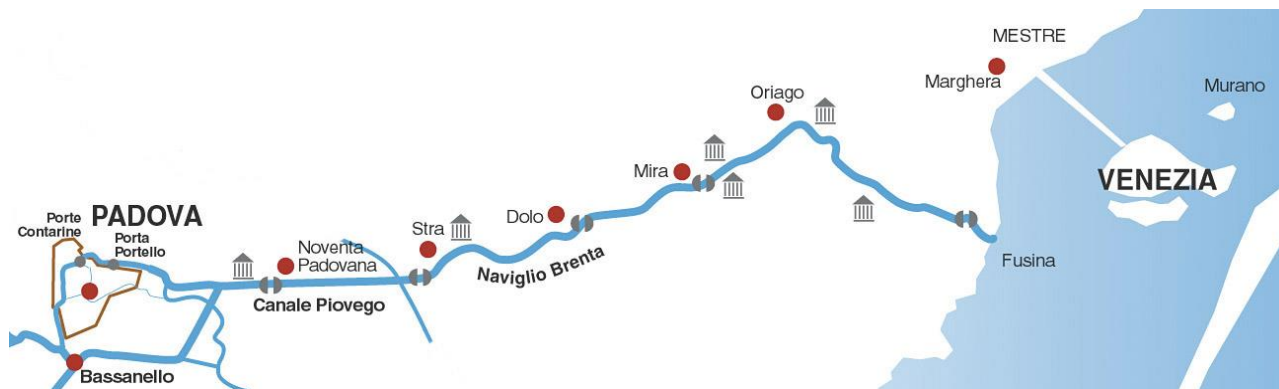 MESTRE
Marghera
Murano
Oriago
Mira
VENEZIA
PADOVA
Porte
Contarine
Porta
Portello
Dolo
Stra
Noventa
Padovana
Naviglio Brenta
Fusina
Canale Piovego
Bassanello